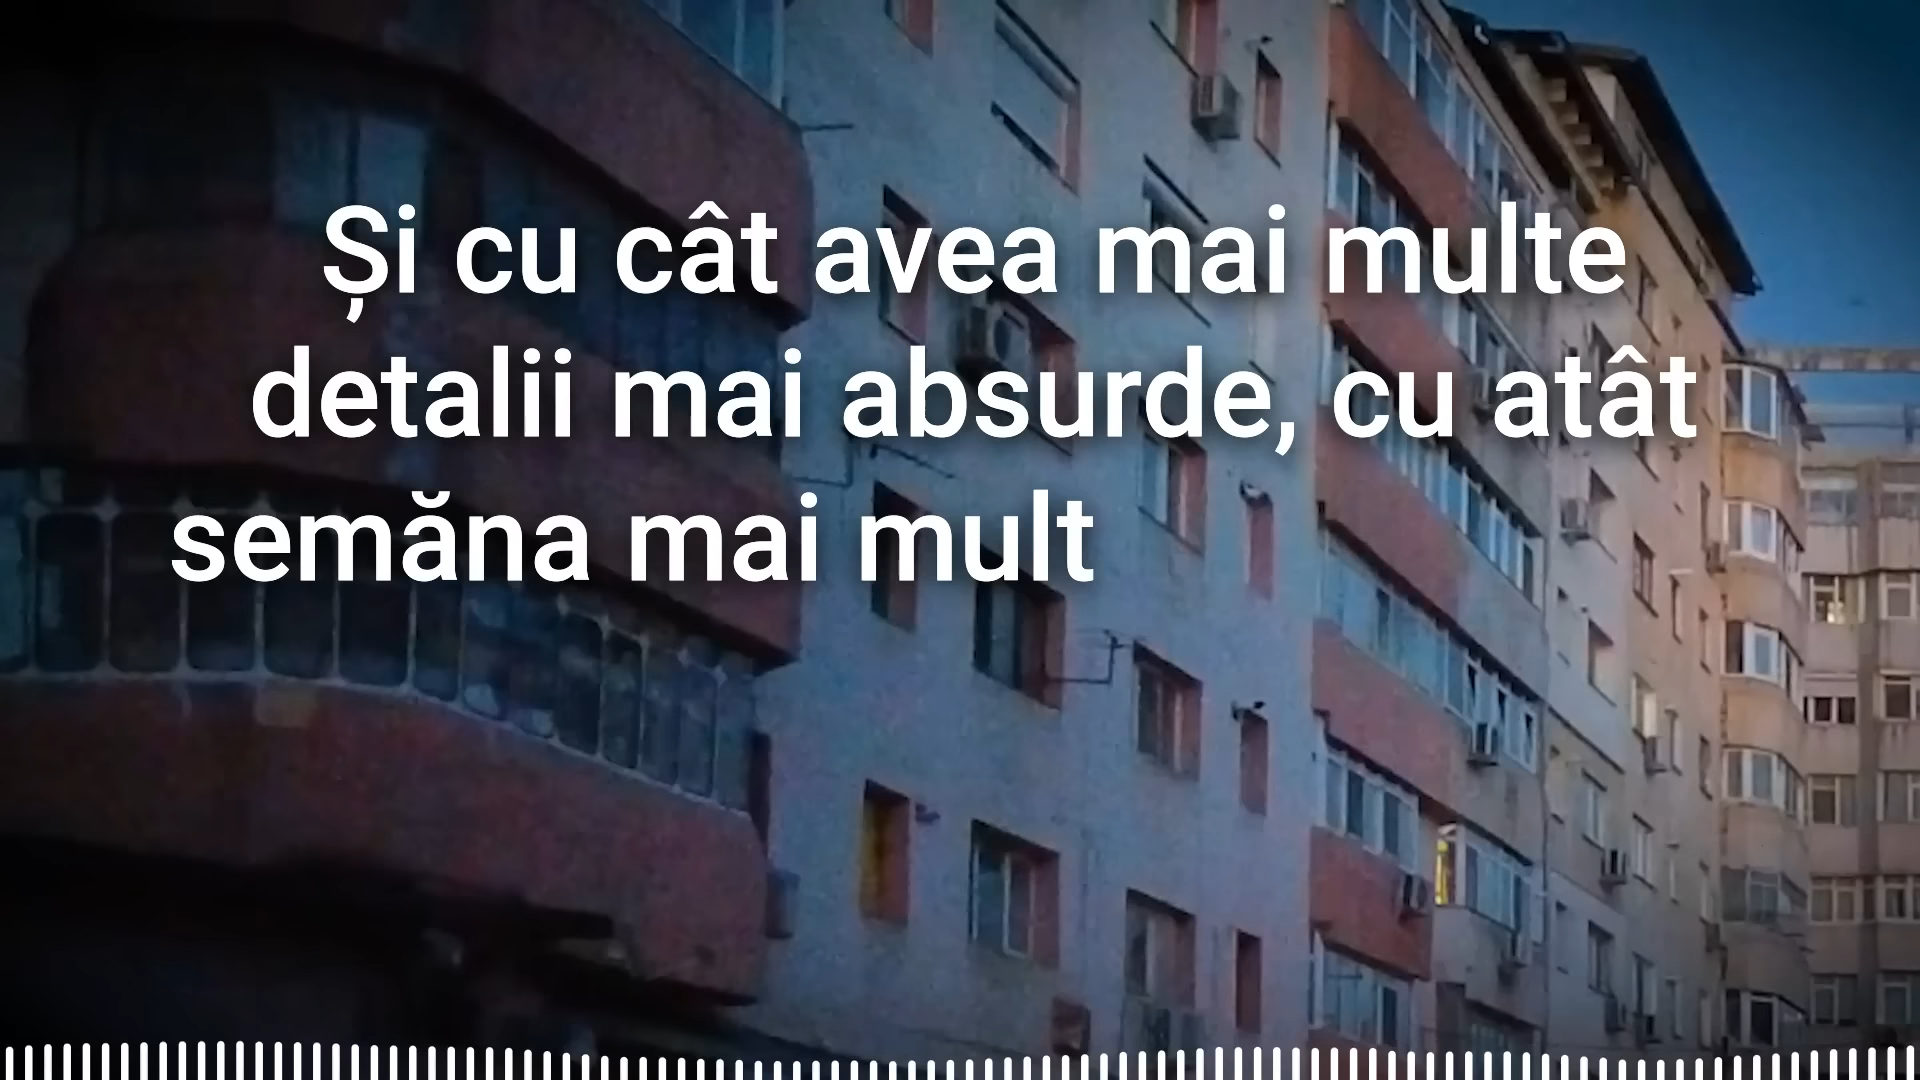 Și cu cât avea mai multe
detalii mai absurde, cu atât
semăna mai mult